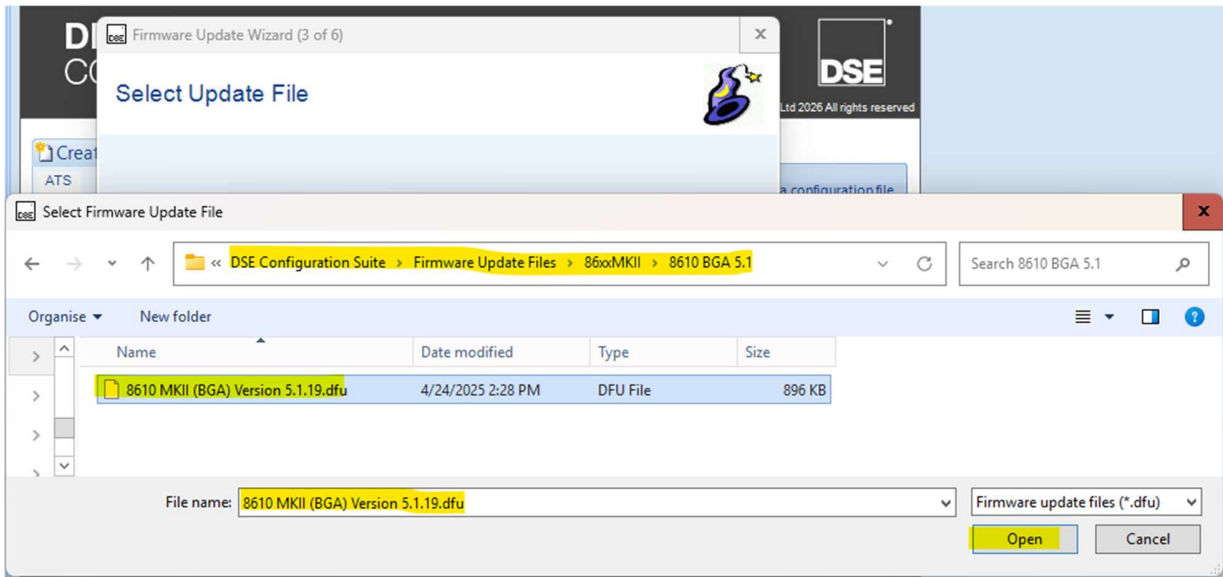 DSE
Firmware Update Wizard (3 of 6)
x
Select Update File
DSE
Ltd 2026 All rights reserved
Creat
ATS
a configuration file
DSE
Select Firmware Update File
x
« DSE Configuration Suite > Firmware Update Files > 86xxMKII > 8610 BGA 5.1
Search 8610 BGA 5.1
Organise New folder
?
Name Date modified Type Size
8610 MKII (BGA) Version 5.1.19.dfu 4/24/2025 2:28 PM DFU File 896 KB
File name: 8610 MKII (BGA) Version 5.1.19.dfu Firmware update files (*.dfu)
Open Cancel